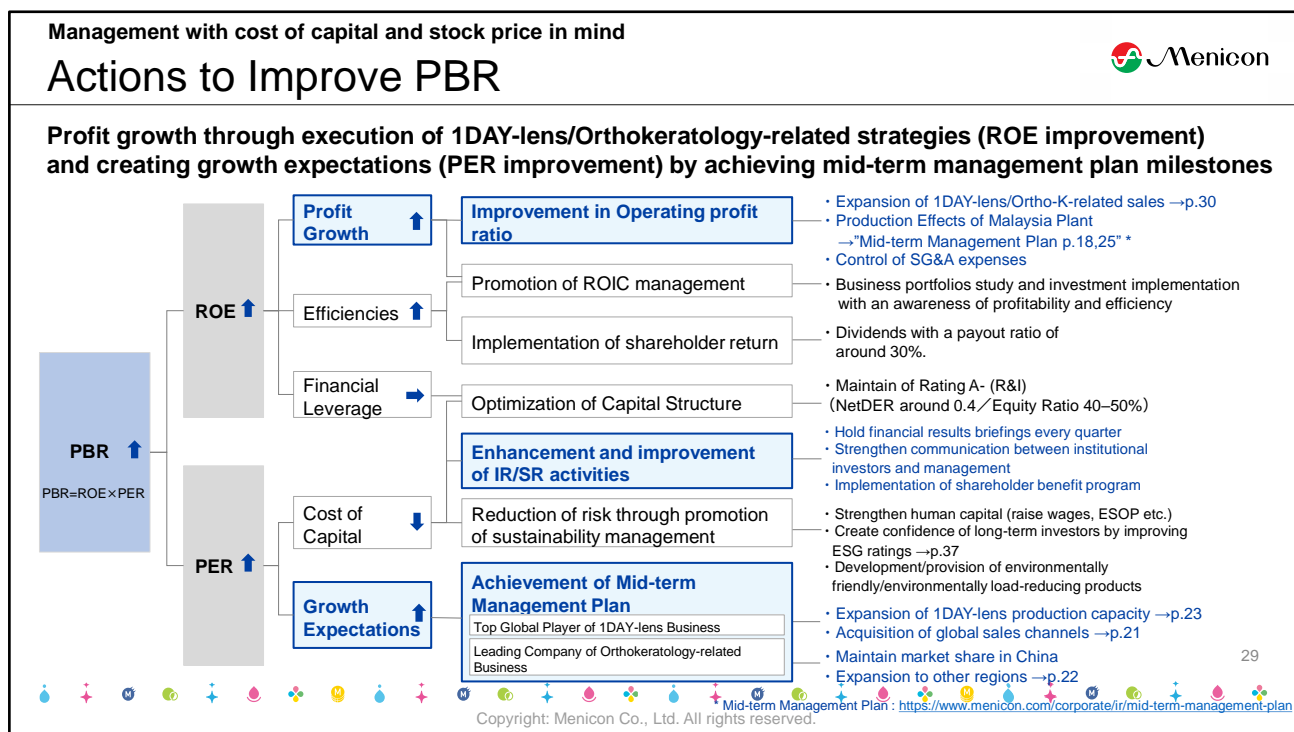 Management with cost of capital and stock price in mind
Actions to Improve PBR
Menicon
Profit growth through execution of 1DAY-lens/Orthokeratology-related strategies (ROE improvement)
and creating growth expectations (PER improvement) by achieving mid-term management plan milestones
PBR
PBR=ROE×PER
ROE
PER
Profit
Growth
Efficiencies
Financial
Leverage
Cost of
Capital
Growth
Expectations
Improvement in Operating profit
ratio
Promotion of ROIC management
Implementation of shareholder return
Optimization of Capital Structure
Enhancement and improvement
of IR/SR activities
Reduction of risk through promotion
of sustainability management
Achievement of Mid-term
Management Plan
Top Global Player of 1DAY-lens Business
Leading Company of Orthokeratology-related
Business
・Expansion of 1DAY-lens/Ortho-K-related sales →p.30
・Production Effects of Malaysia Plant
→"Mid-term Management Plan p.18,25" *
・Control of SG&A expenses
・Business portfolios study and investment implementation
with an awareness of profitability and efficiency
・Dividends with a payout ratio of
around 30%.
・Maintain of Rating A- (R&I)
（NetDER around 0.4／Equity Ratio 40–50%）
・Hold financial results briefings every quarter
・Strengthen communication between institutional
investors and management
・Implementation of shareholder benefit program
・Strengthen human capital (raise wages, ESOP etc.)
・Create confidence of long-term investors by improving
ESG ratings →p.37
・Development/provision of environmentally
friendly/environmentally load-reducing products
・Expansion of 1DAY-lens production capacity →p.23
・Acquisition of global sales channels →p.21
・Maintain market share in China
・Expansion to other regions →p.22
29
* Mid-term Management Plan : https://www.menicon.com/corporate/ir/mid-term-management-plan
Copyright: Menicon Co., Ltd. All rights reserved.